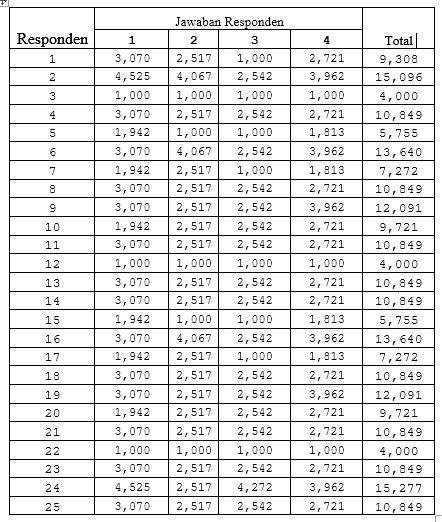 Responden Jawaban Responden Total
1 2 3 4
1 3,070 2,517 1,000 2,721 9,308
2 4,525 4,067 2,542 3,962 15,096
3 1,000 1,000 1,000 1,000 4,000
4 3,070 2,517 2,542 2,721 10,849
5 1,942 1,000 1,000 1,813 5,755
6 3,070 4,067 2,542 3,962 13,640
7 1,942 2,517 1,000 1,813 7,272
8 3,070 2,517 2,542 2,721 10,849
9 3,070 2,517 2,542 3,962 12,091
10 1,942 2,517 2,542 2,721 9,721
11 3,070 2,517 2,542 2,721 10,849
12 1,000 1,000 1,000 1,000 4,000
13 3,070 2,517 2,542 2,721 10,849
14 3,070 2,517 2,542 2,721 10,849
15 1,942 1,000 1,000 1,813 5,755
16 3,070 4,067 2,542 3,962 13,640
17 1,942 2,517 1,000 1,813 7,272
18 3,070 2,517 2,542 2,721 10,849
19 3,070 2,517 2,542 3,962 12,091
20 1,942 2,517 2,542 2,721 9,721
21 3,070 2,517 2,542 2,721 10,849
22 1,000 1,000 1,000 1,000 4,000
23 3,070 2,517 2,542 2,721 10,849
24 4,525 2,517 4,272 3,962 15,277
25 3,070 2,517 2,542 2,721 10,849